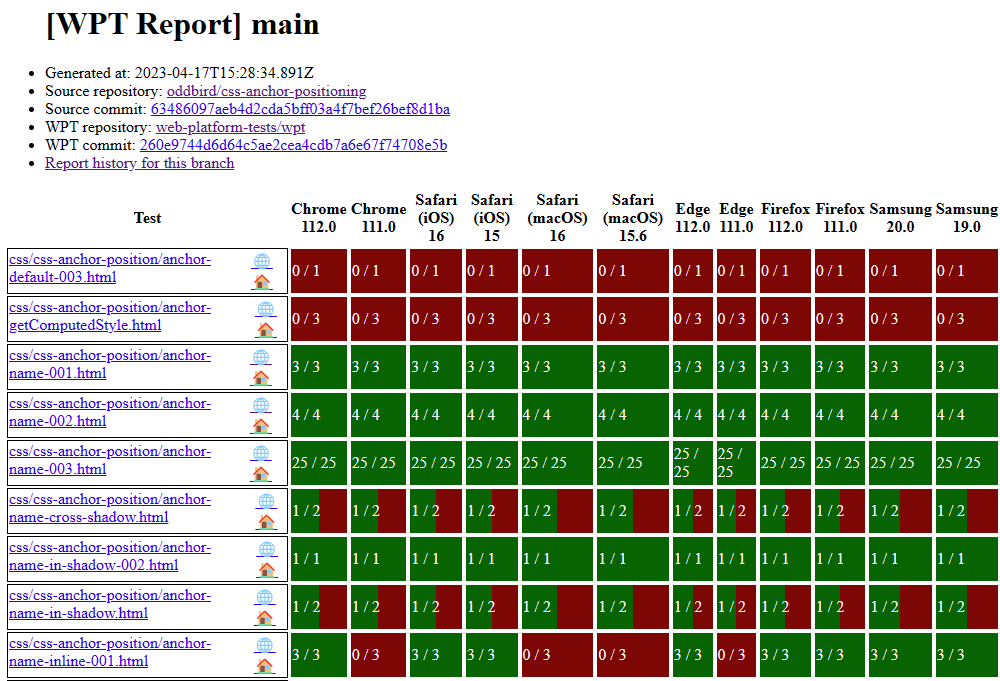 [WPT Report] main
Generated at: 2023-04-17T15:28:34.891Z
Source repository: oddbird/css-anchor-positioning
Source commit: 63486097aeb4d2cda5bff03a4f7bef26bef8d1ba
WPT repository: web-platform-tests/wpt
WPT commit: 260e9744d6d64c5ae2cea4cdb7a6e67f74708e5b
Report history for this branch
Test Chrome 112.0 Chrome 111.0 Safari (iOS) 16 Safari (iOS) 15 Safari (macOS) 16 Safari (macOS) 15.6 Edge 112.0 Edge 111.0 Firefox 112.0 Firefox 111.0 Samsung 20.0 Samsung 19.0
css/css-anchor-position/anchor-
default-003.html
0 / 1 0 / 1 0 / 1 0 / 1 0 / 1 0 / 1 0 / 1 0 / 1 0 / 1 0 / 1 0 / 1 0 / 1
css/css-anchor-position/anchor-
getComputedStyle.html
0 / 3 0 / 3 0 / 3 0 / 3 0 / 3 0 / 3 0 / 3 0 / 3 0 / 3 0 / 3 0 / 3 0 / 3
css/css-anchor-position/anchor-
name-001.html
3 / 3 3 / 3 3 / 3 3 / 3 3 / 3 3 / 3 3 / 3 3 / 3 3 / 3 3 / 3 3 / 3 3 / 3
css/css-anchor-position/anchor-
name-002.html
4 / 4 4 / 4 4 / 4 4 / 4 4 / 4 4 / 4 4 / 4 4 / 4 4 / 4 4 / 4 4 / 4 4 / 4
css/css-anchor-position/anchor-
name-003.html
25 / 25 25 / 25 25 / 25 25 / 25 25 / 25 25 / 25 25 / 25 25 / 25 25 / 25 25 / 25 25 / 25 25 / 25
css/css-anchor-position/anchor-
name-cross-shadow.html
1 / 2 1 / 2 1 / 2 1 / 2 1 / 2 1 / 2 1 / 2 1 / 2 1 / 2 1 / 2 1 / 2 1 / 2
css/css-anchor-position/anchor-
name-in-shadow-002.html
1 / 1 1 / 1 1 / 1 1 / 1 1 / 1 1 / 1 1 / 1 1 / 1 1 / 1 1 / 1 1 / 1 1 / 1
css/css-anchor-position/anchor-
name-in-shadow.html
1 / 2 1 / 2 1 / 2 1 / 2 1 / 2 1 / 2 1 / 2 1 / 2 1 / 2 1 / 2 1 / 2 1 / 2
css/css-anchor-position/anchor-
name-inline-001.html
3 / 3 0 / 3 3 / 3 3 / 3 0 / 3 0 / 3 3 / 3 0 / 3 3 / 3 3 / 3 3 / 3 3 / 3